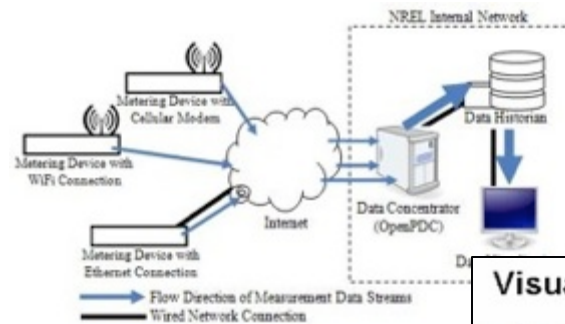 NREL Internal Network
Metering Device with
Cellular Modem
Metering Device with
WiFi Connection
Metering Device with
Ethernet Connection
Internet
Data Concentrator
(OpenPDC)
Data Historian
Visua
Flow Direction of Measurement Data Streams
Wired Network Connection